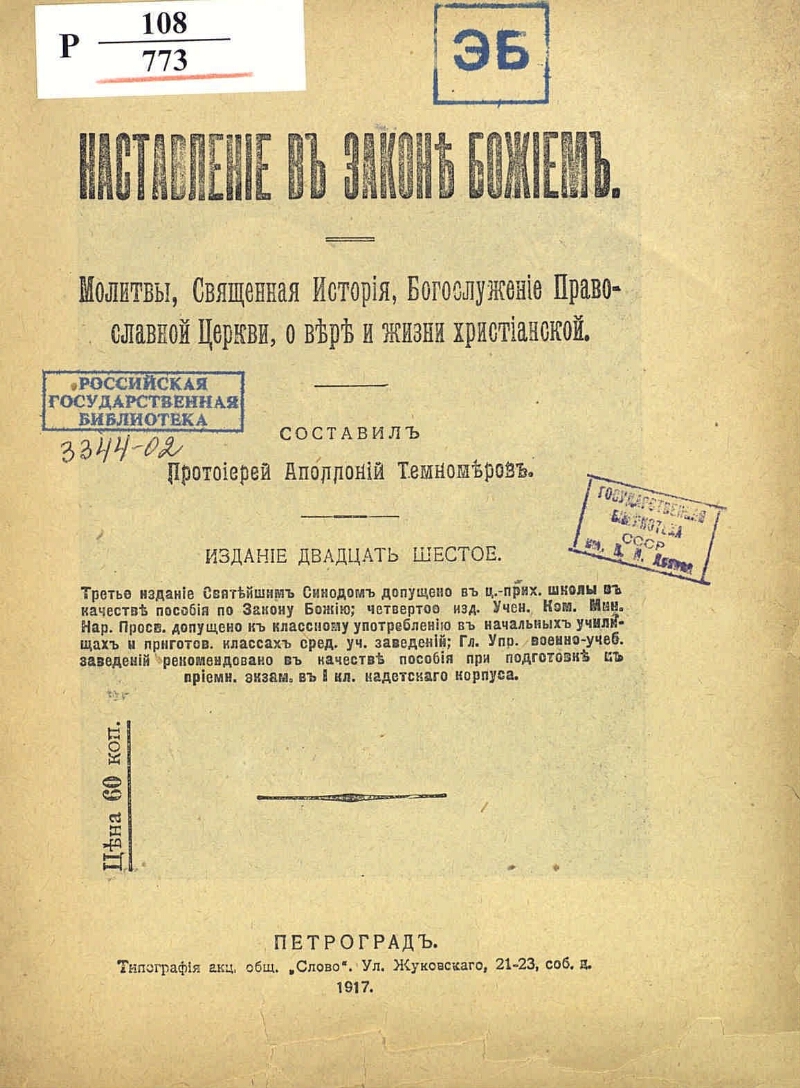 Р 108
773
ЭБ
НАСТАВЛЕНІЕ ВЪ ЗАКОНѢ БОЖІЕМЪ.
Молитвы, Священная Исторія, Богослуженіе Право-
славной Церкви, о вѣрѣ и жизни христіанской.
РОССИЙСКАЯ
ГОСУДАРСТВЕННАЯ
БИБЛИОТЕКА
3344-02
СОСТАВИЛЪ
Протоіерей Аполлоній Темномѣровъ.
ГОСУДАРСТВЕННАЯ
БИБЛИОТЕКА
СССР
им. В. И. Ленина
ИЗДАНІЕ ДВАДЦАТЬ ШЕСТОЕ.
Третье изданіе Святѣйшимъ Синодомъ допущено въ ц.-прих. школы въ
качествѣ пособія по Закону Божію; четвертое изд. Учен. Ком. Мин.
Нар. Просв. допущено къ классному употребленію въ начальныхъ учили-
щахъ и приготов. классахъ сред. уч. заведеній; Гл. Упр. военно-учеб.
заведеній рекомендовано въ качествѣ пособія при подготовкѣ къ
пріемн. экзам. въ I кл. кадетскаго корпуса.
Цѣна 60 коп.
ПЕТРОГРАДЪ.
Типографія акц. общ. „Слово“. Ул. Жуковскаго, 21-23, соб. д.
1917.